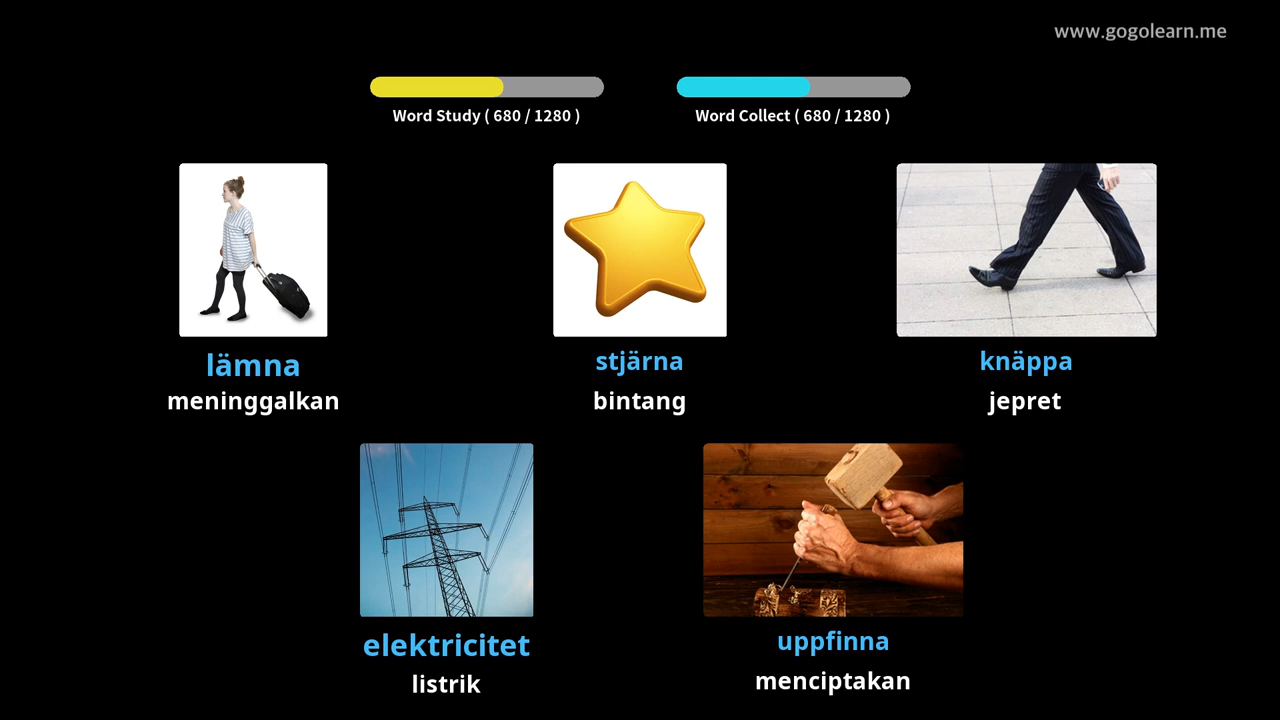 www.gogolearn.me
Word Study ( 680 / 1280 )
Word Collect ( 680 / 1280 )
lämna
meninggalkan
stjärna
bintang
knäppa
jepret
elektricitet
listrik
uppfinna
menciptakan